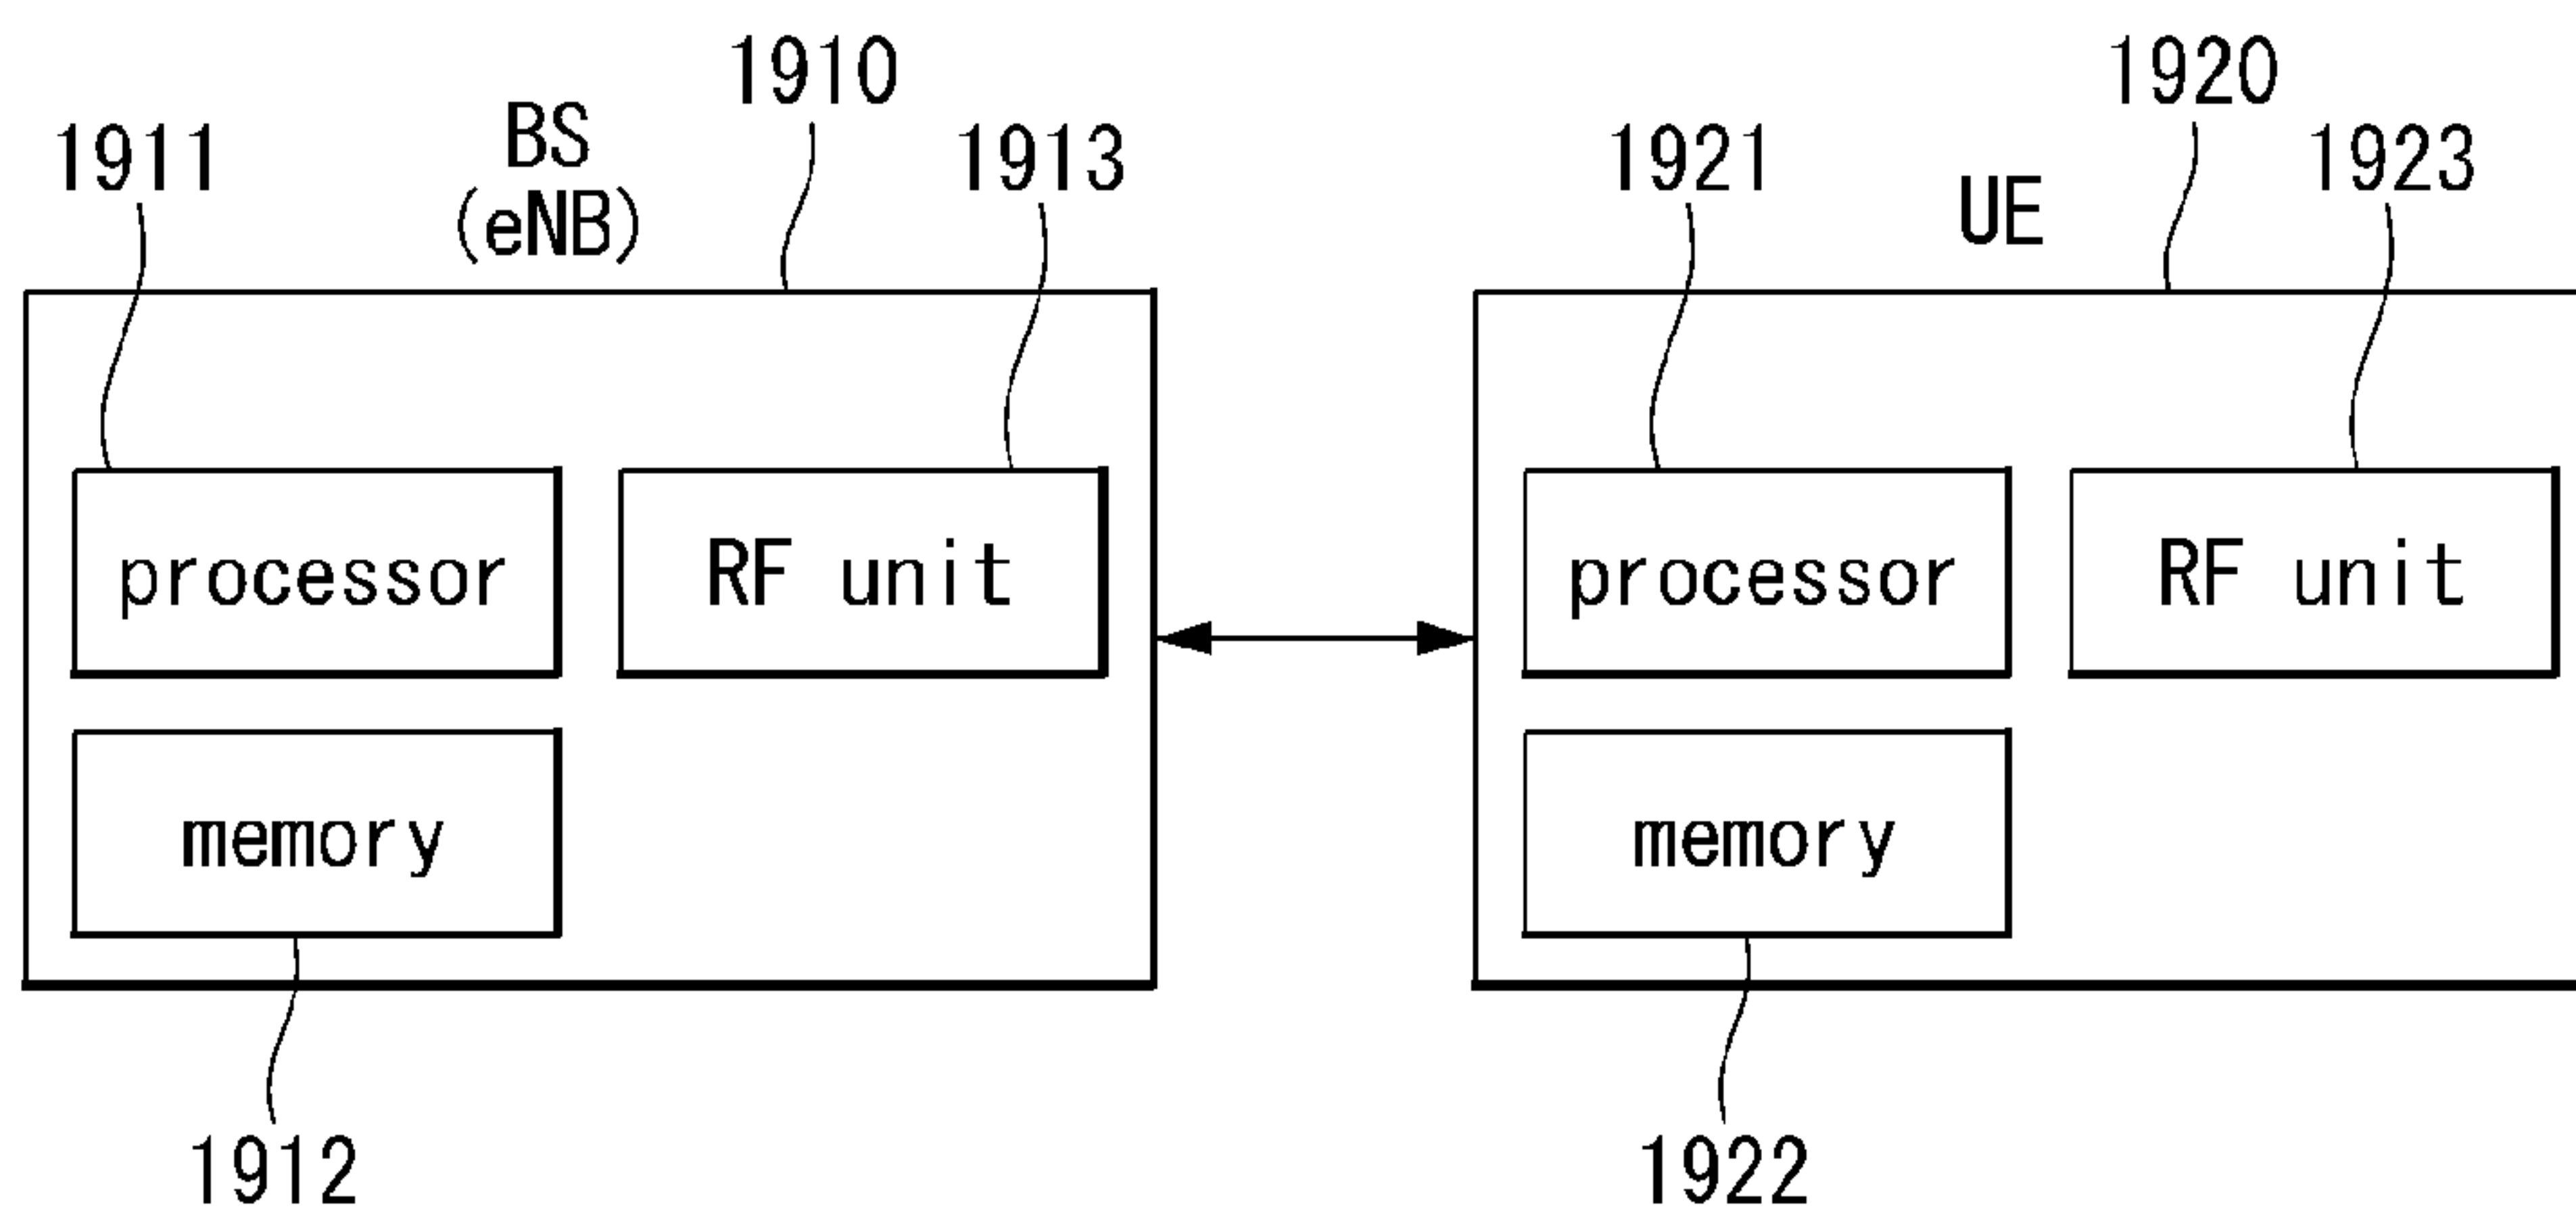 1910
1920
1911
BS
1913
1921
UE
1923
(eNB)
processor
RF unit
processor
RF unit
memory
memory
1912
1922